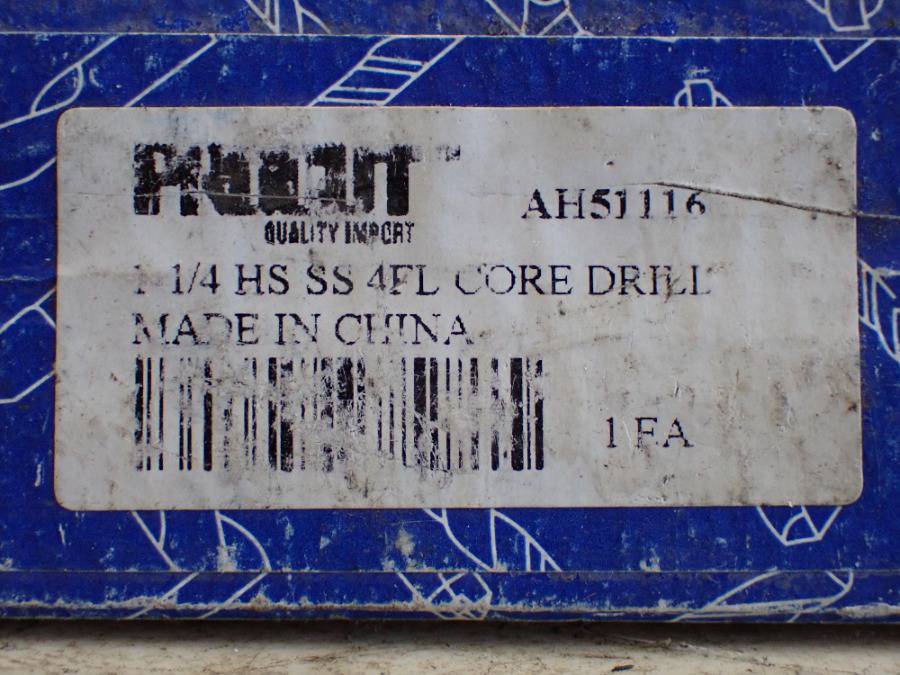 QUALITY IMPORT
AH51116
1-1/4 HS SS 4FL CORE DRILL
MADE IN CHINA
1 EA